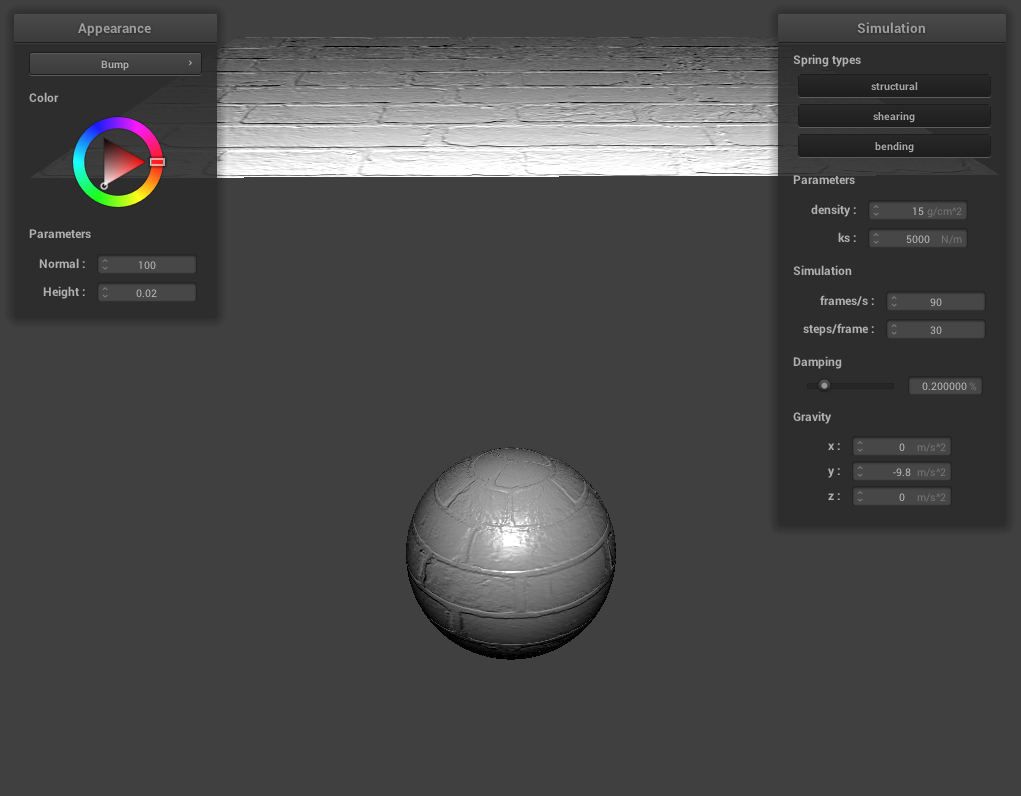 Appearance
Bump
Color
Parameters
Normal : 100
Height : 0.02
Simulation
Spring types
structural
shearing
bending
Parameters
density : 15 g/cm^2
ks : 5000 N/m
Simulation
frames/s : 90
steps/frame : 30
Damping
0.200000 %
Gravity
x : 0 m/s^2
y : -9.8 m/s^2
z : 0 m/s^2